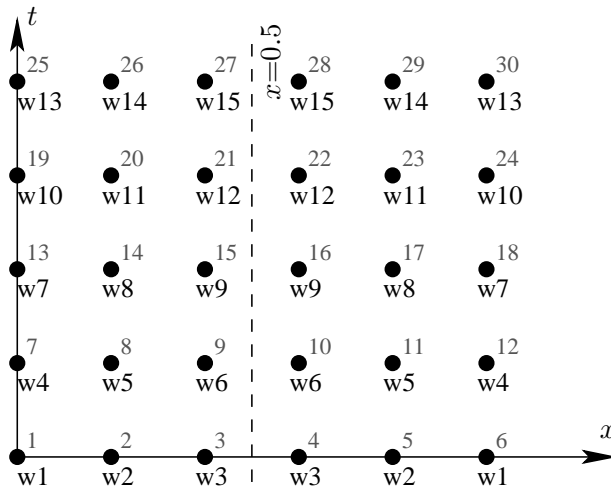 t
x=0.5
25 26 27 28 29 30
w13 w14 w15 w15 w14 w13
19 20 21 22 23 24
w10 w11 w12 w12 w11 w10
13 14 15 16 17 18
w7 w8 w9 w9 w8 w7
7 8 9 10 11 12
w4 w5 w6 w6 w5 w4
1 2 3 4 5 6 x
w1 w2 w3 w3 w2 w1